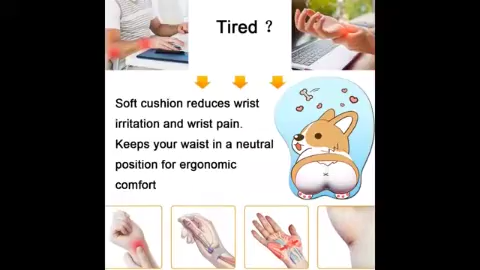 Tired ？
Soft cushion reduces wrist
irritation and wrist pain.
Keeps your waist in a neutral
position for ergonomic
comfort